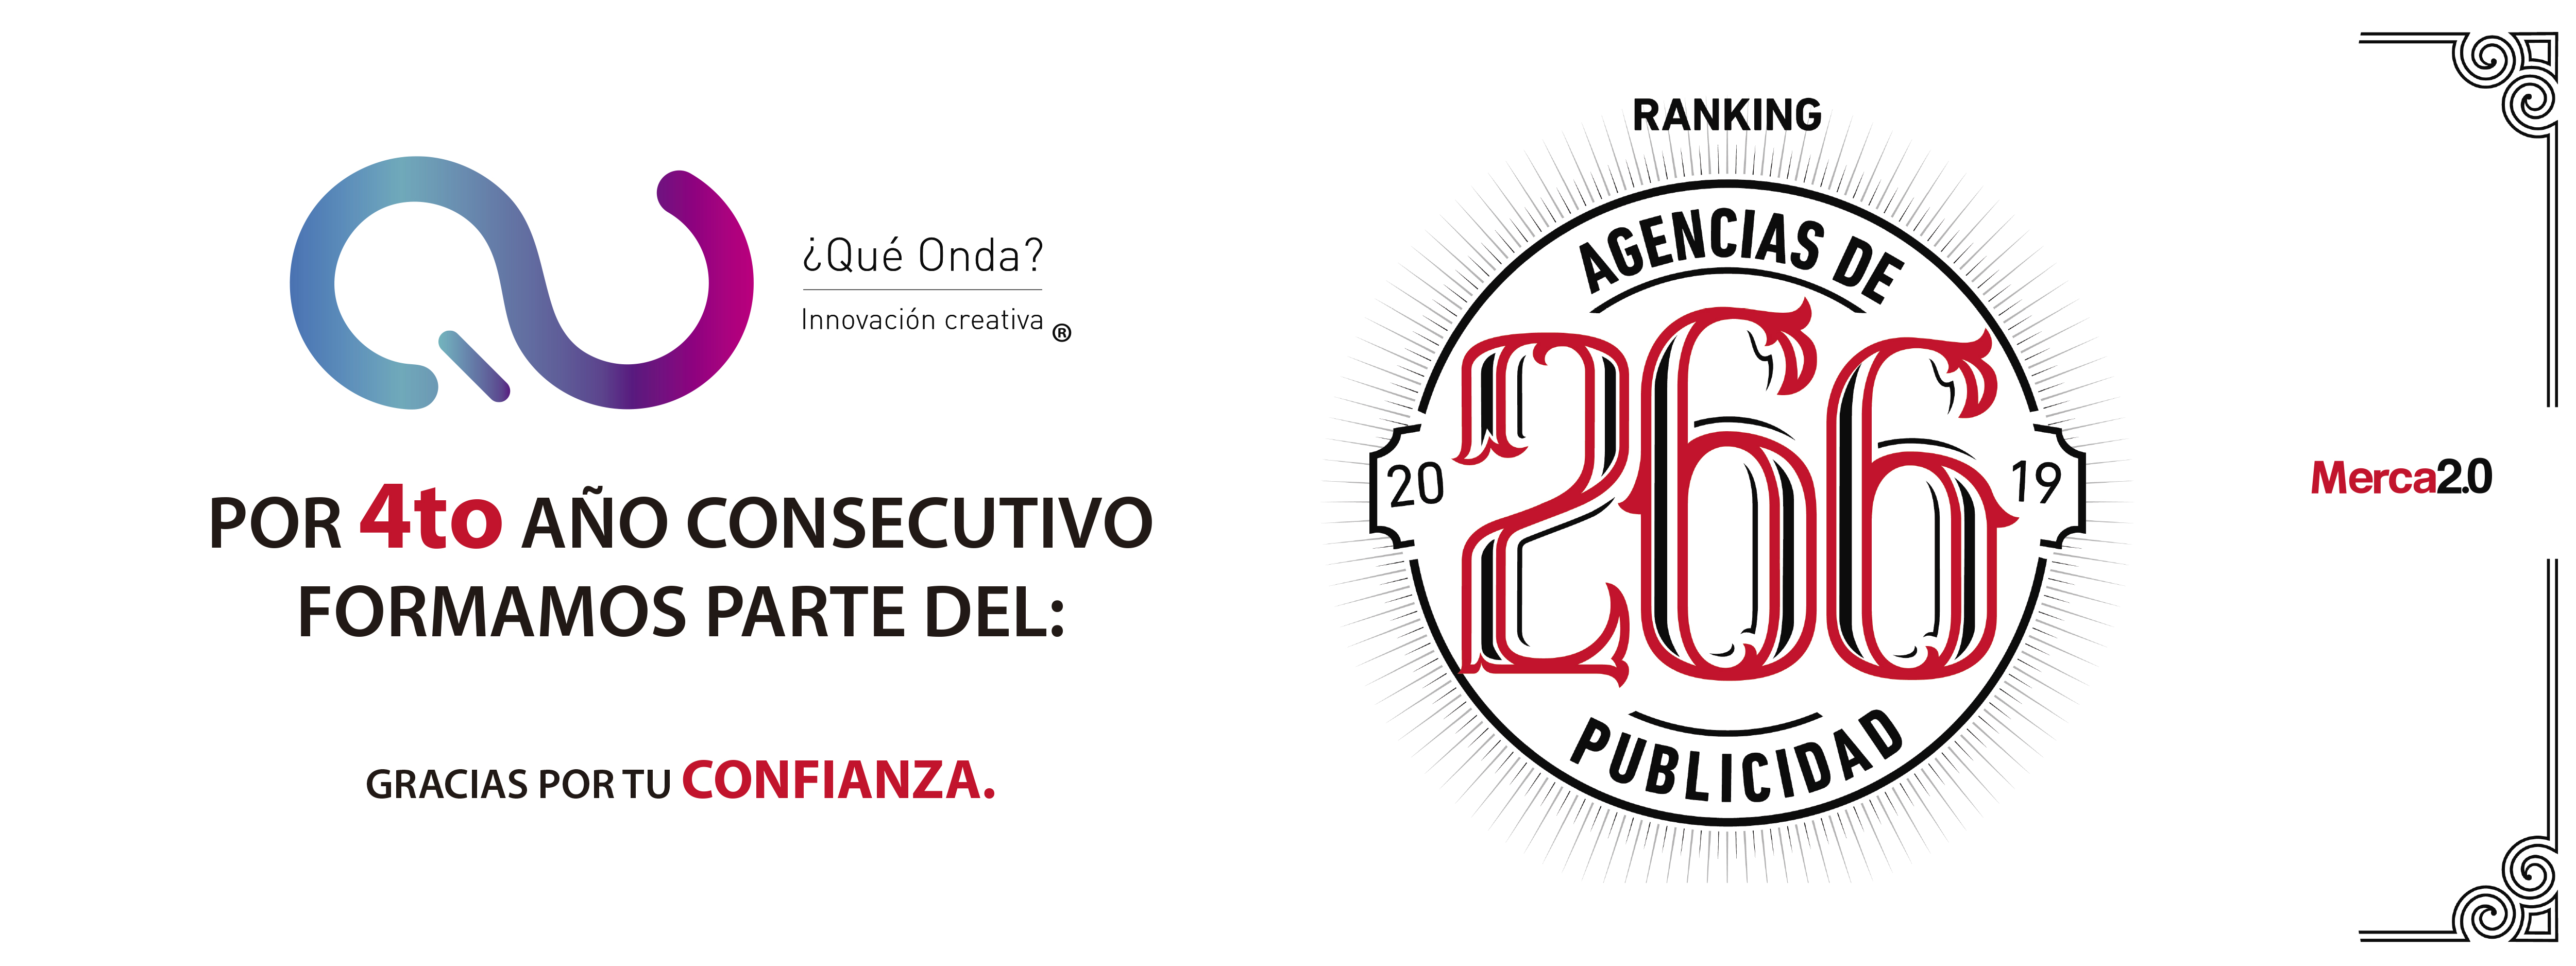 ¿Qué Onda?
Innovación creativa ®
POR 4to AÑO CONSECUTIVO
FORMAMOS PARTE DEL:
GRACIAS POR TU CONFIANZA.
RANKING
AGENCIAS DE
266
20 19
PUBLICIDAD
Merca2.0